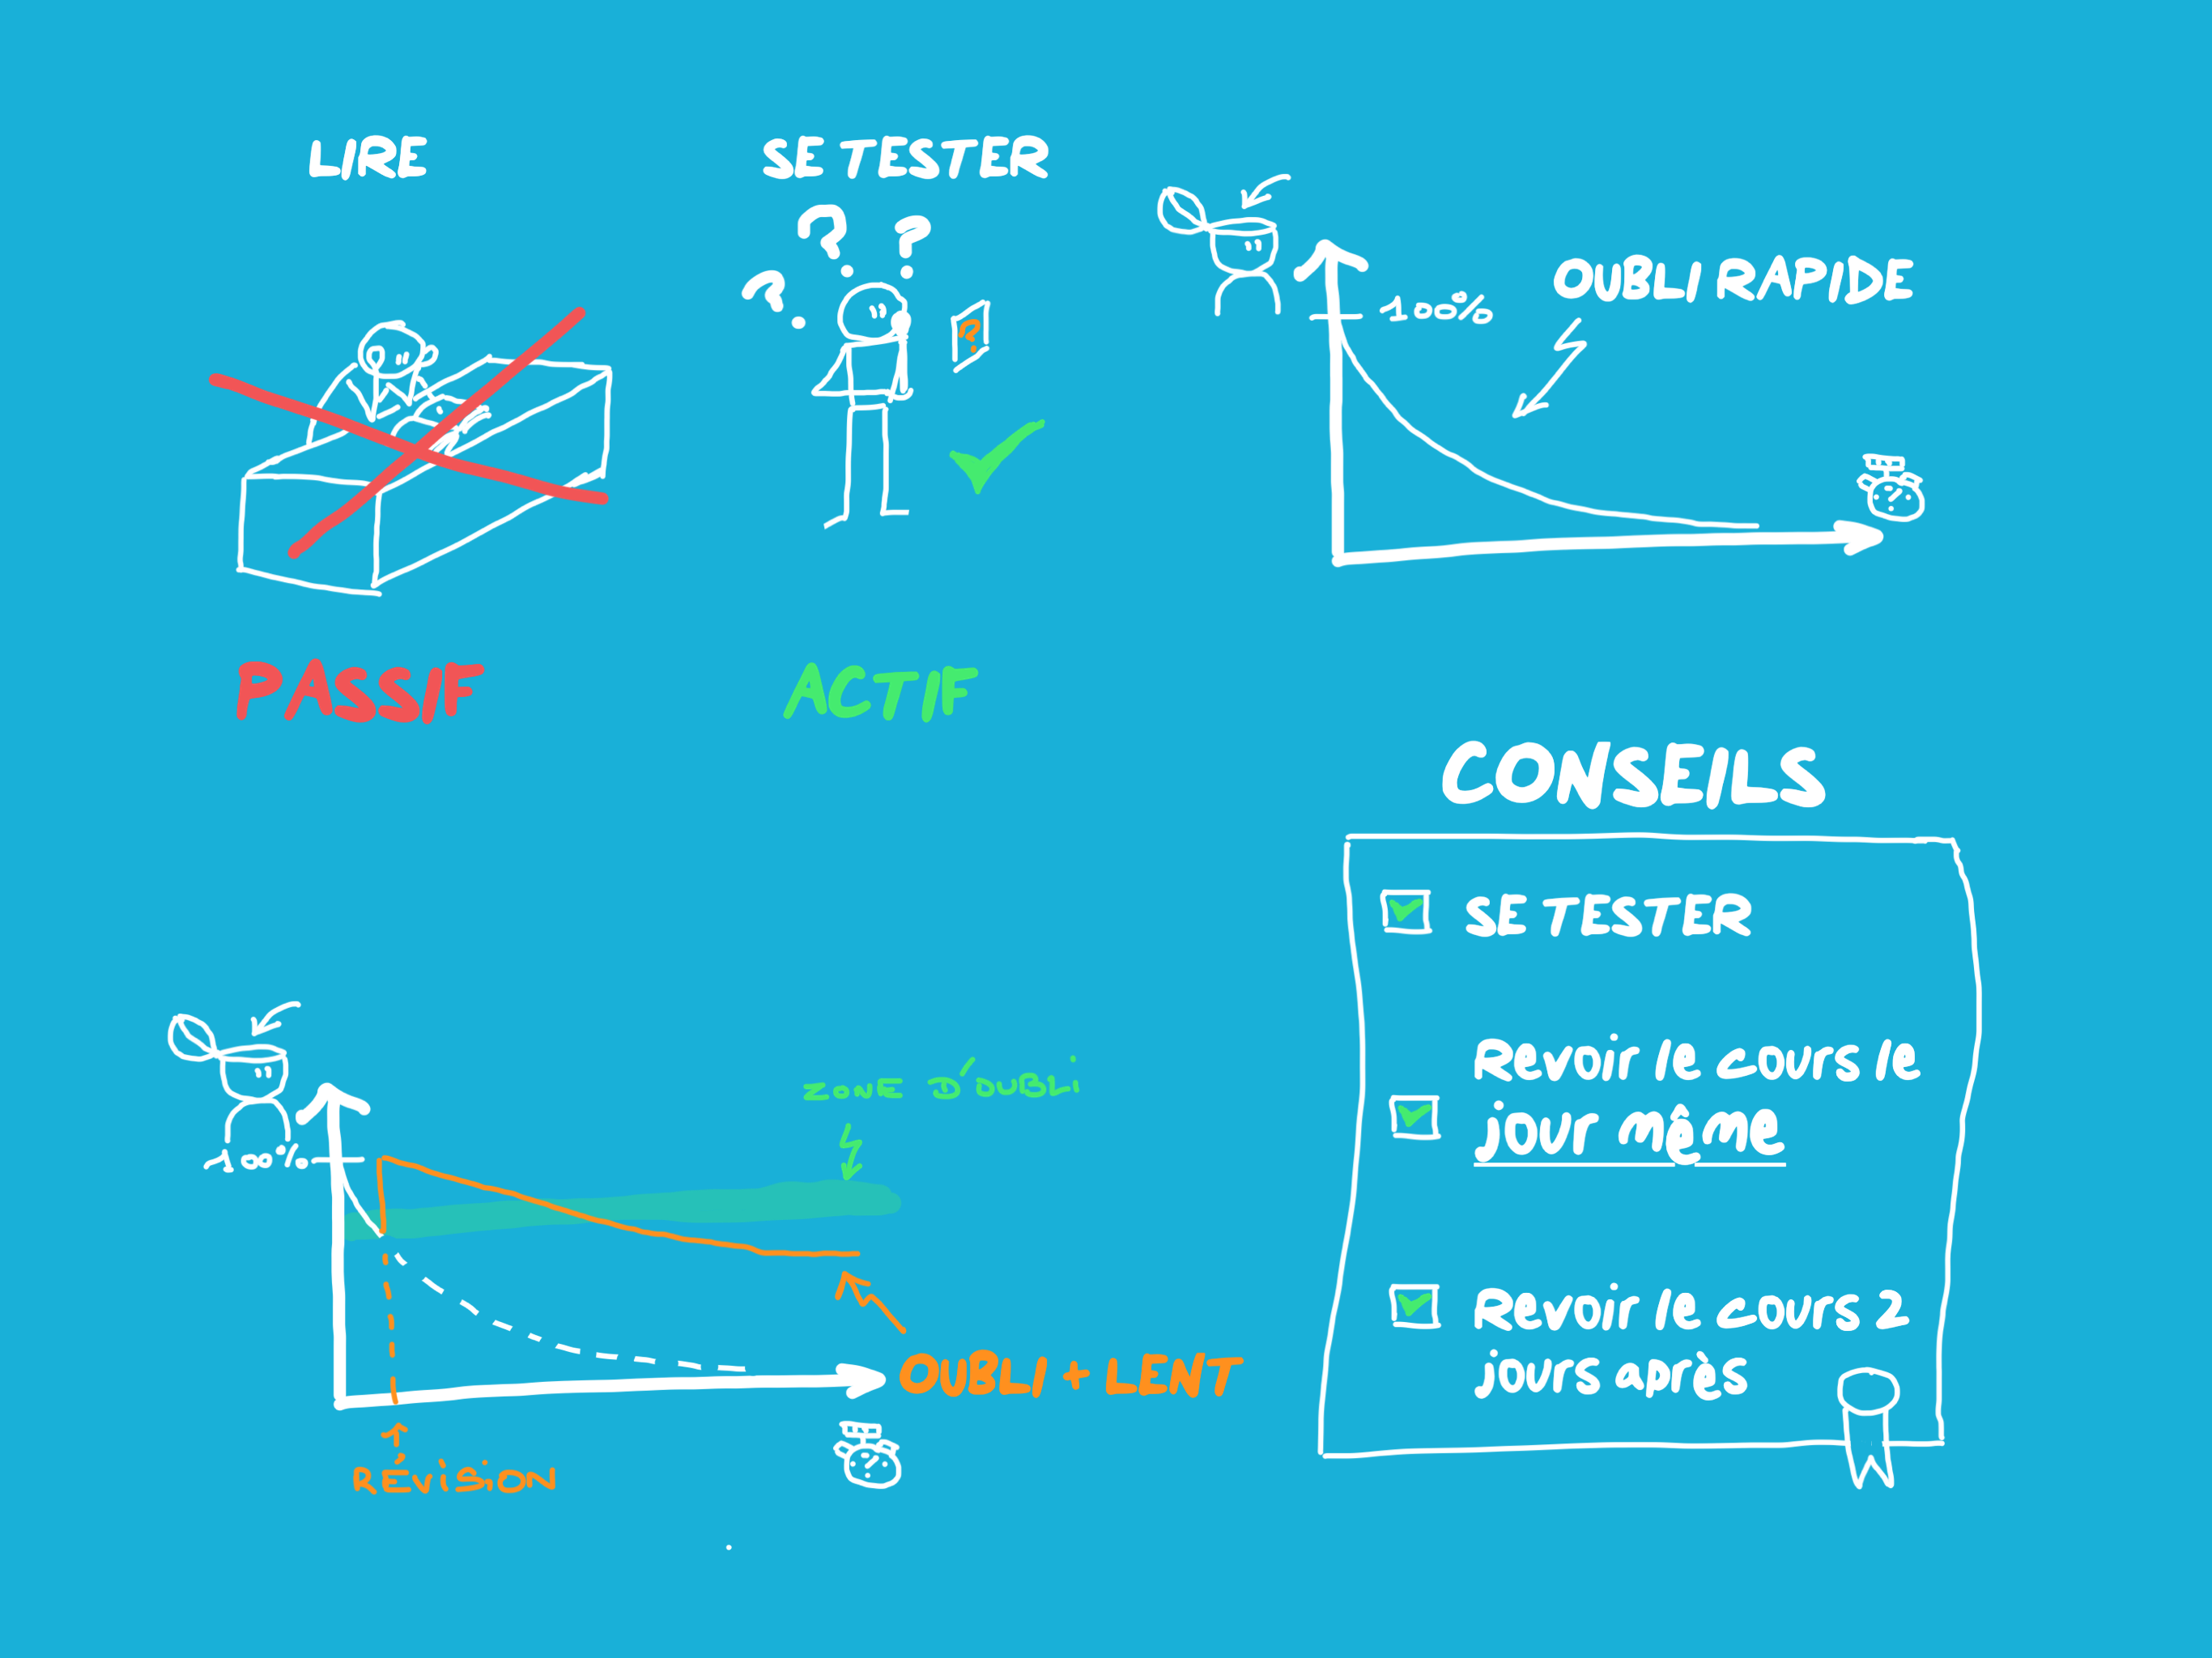 LIRE
SE TESTER
? ? ?
?
PASSIF
ACTIF
100%
OUBLI RAPIDE
100%
ZONE D'OUBLI
OUBLI + LENT
RÉVISION
CONSEILS
SE TESTER
Revoir le cours le
jour même
Revoir le cours 2
jours après